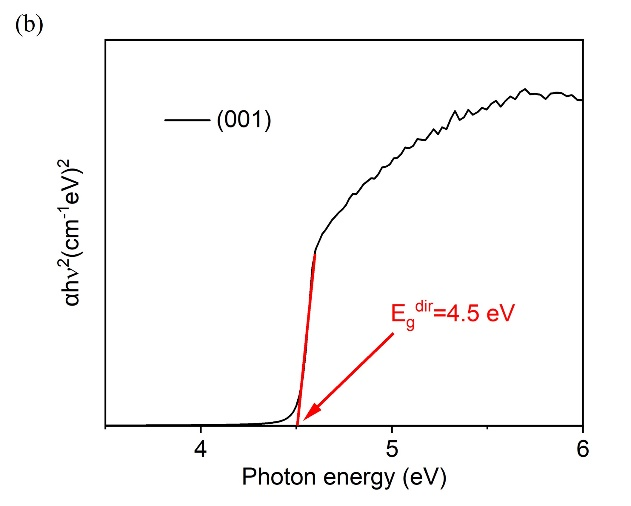 (b)
(001)
αhν²(cm⁻¹eV)²
E_g^dir=4.5 eV
4 5 6
Photon energy (eV)